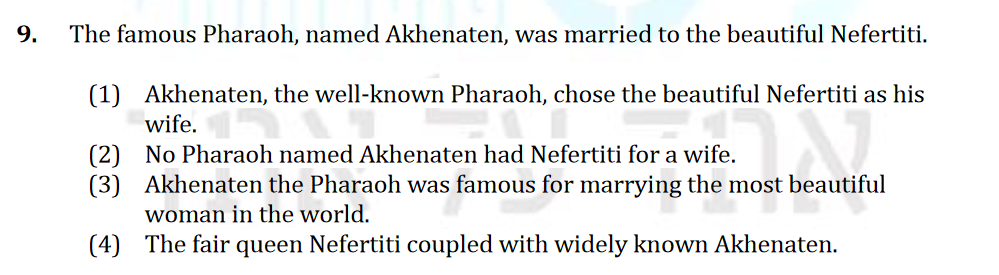 9. The famous Pharaoh, named Akhenaten, was married to the beautiful Nefertiti.
(1) Akhenaten, the well-known Pharaoh, chose the beautiful Nefertiti as his
wife.
(2) No Pharaoh named Akhenaten had Nefertiti for a wife.
(3) Akhenaten the Pharaoh was famous for marrying the most beautiful
woman in the world.
(4) The fair queen Nefertiti coupled with widely known Akhenaten.
אחד על אחד